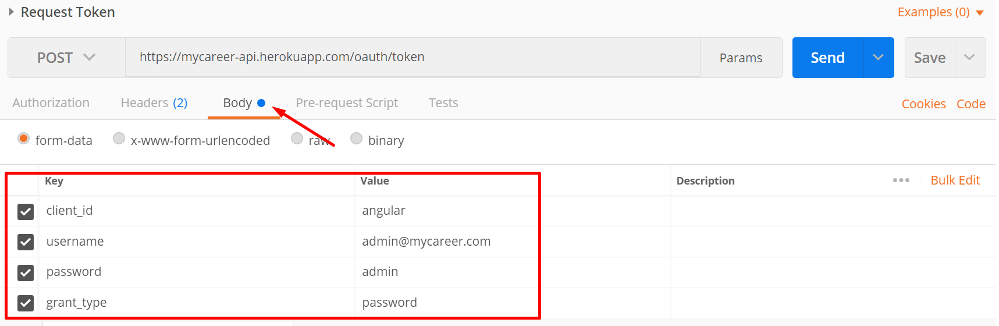 Request Token Examples (0)
POST https://mycareer-api.herokuapp.com/oauth/token Params Send Save
Authorization Headers (2) Body Pre-request Script Tests Cookies Code
form-data x-www-form-urlencoded raw binary
Key Value Description Bulk Edit
client_id angular
username admin@mycareer.com
password admin
grant_type password